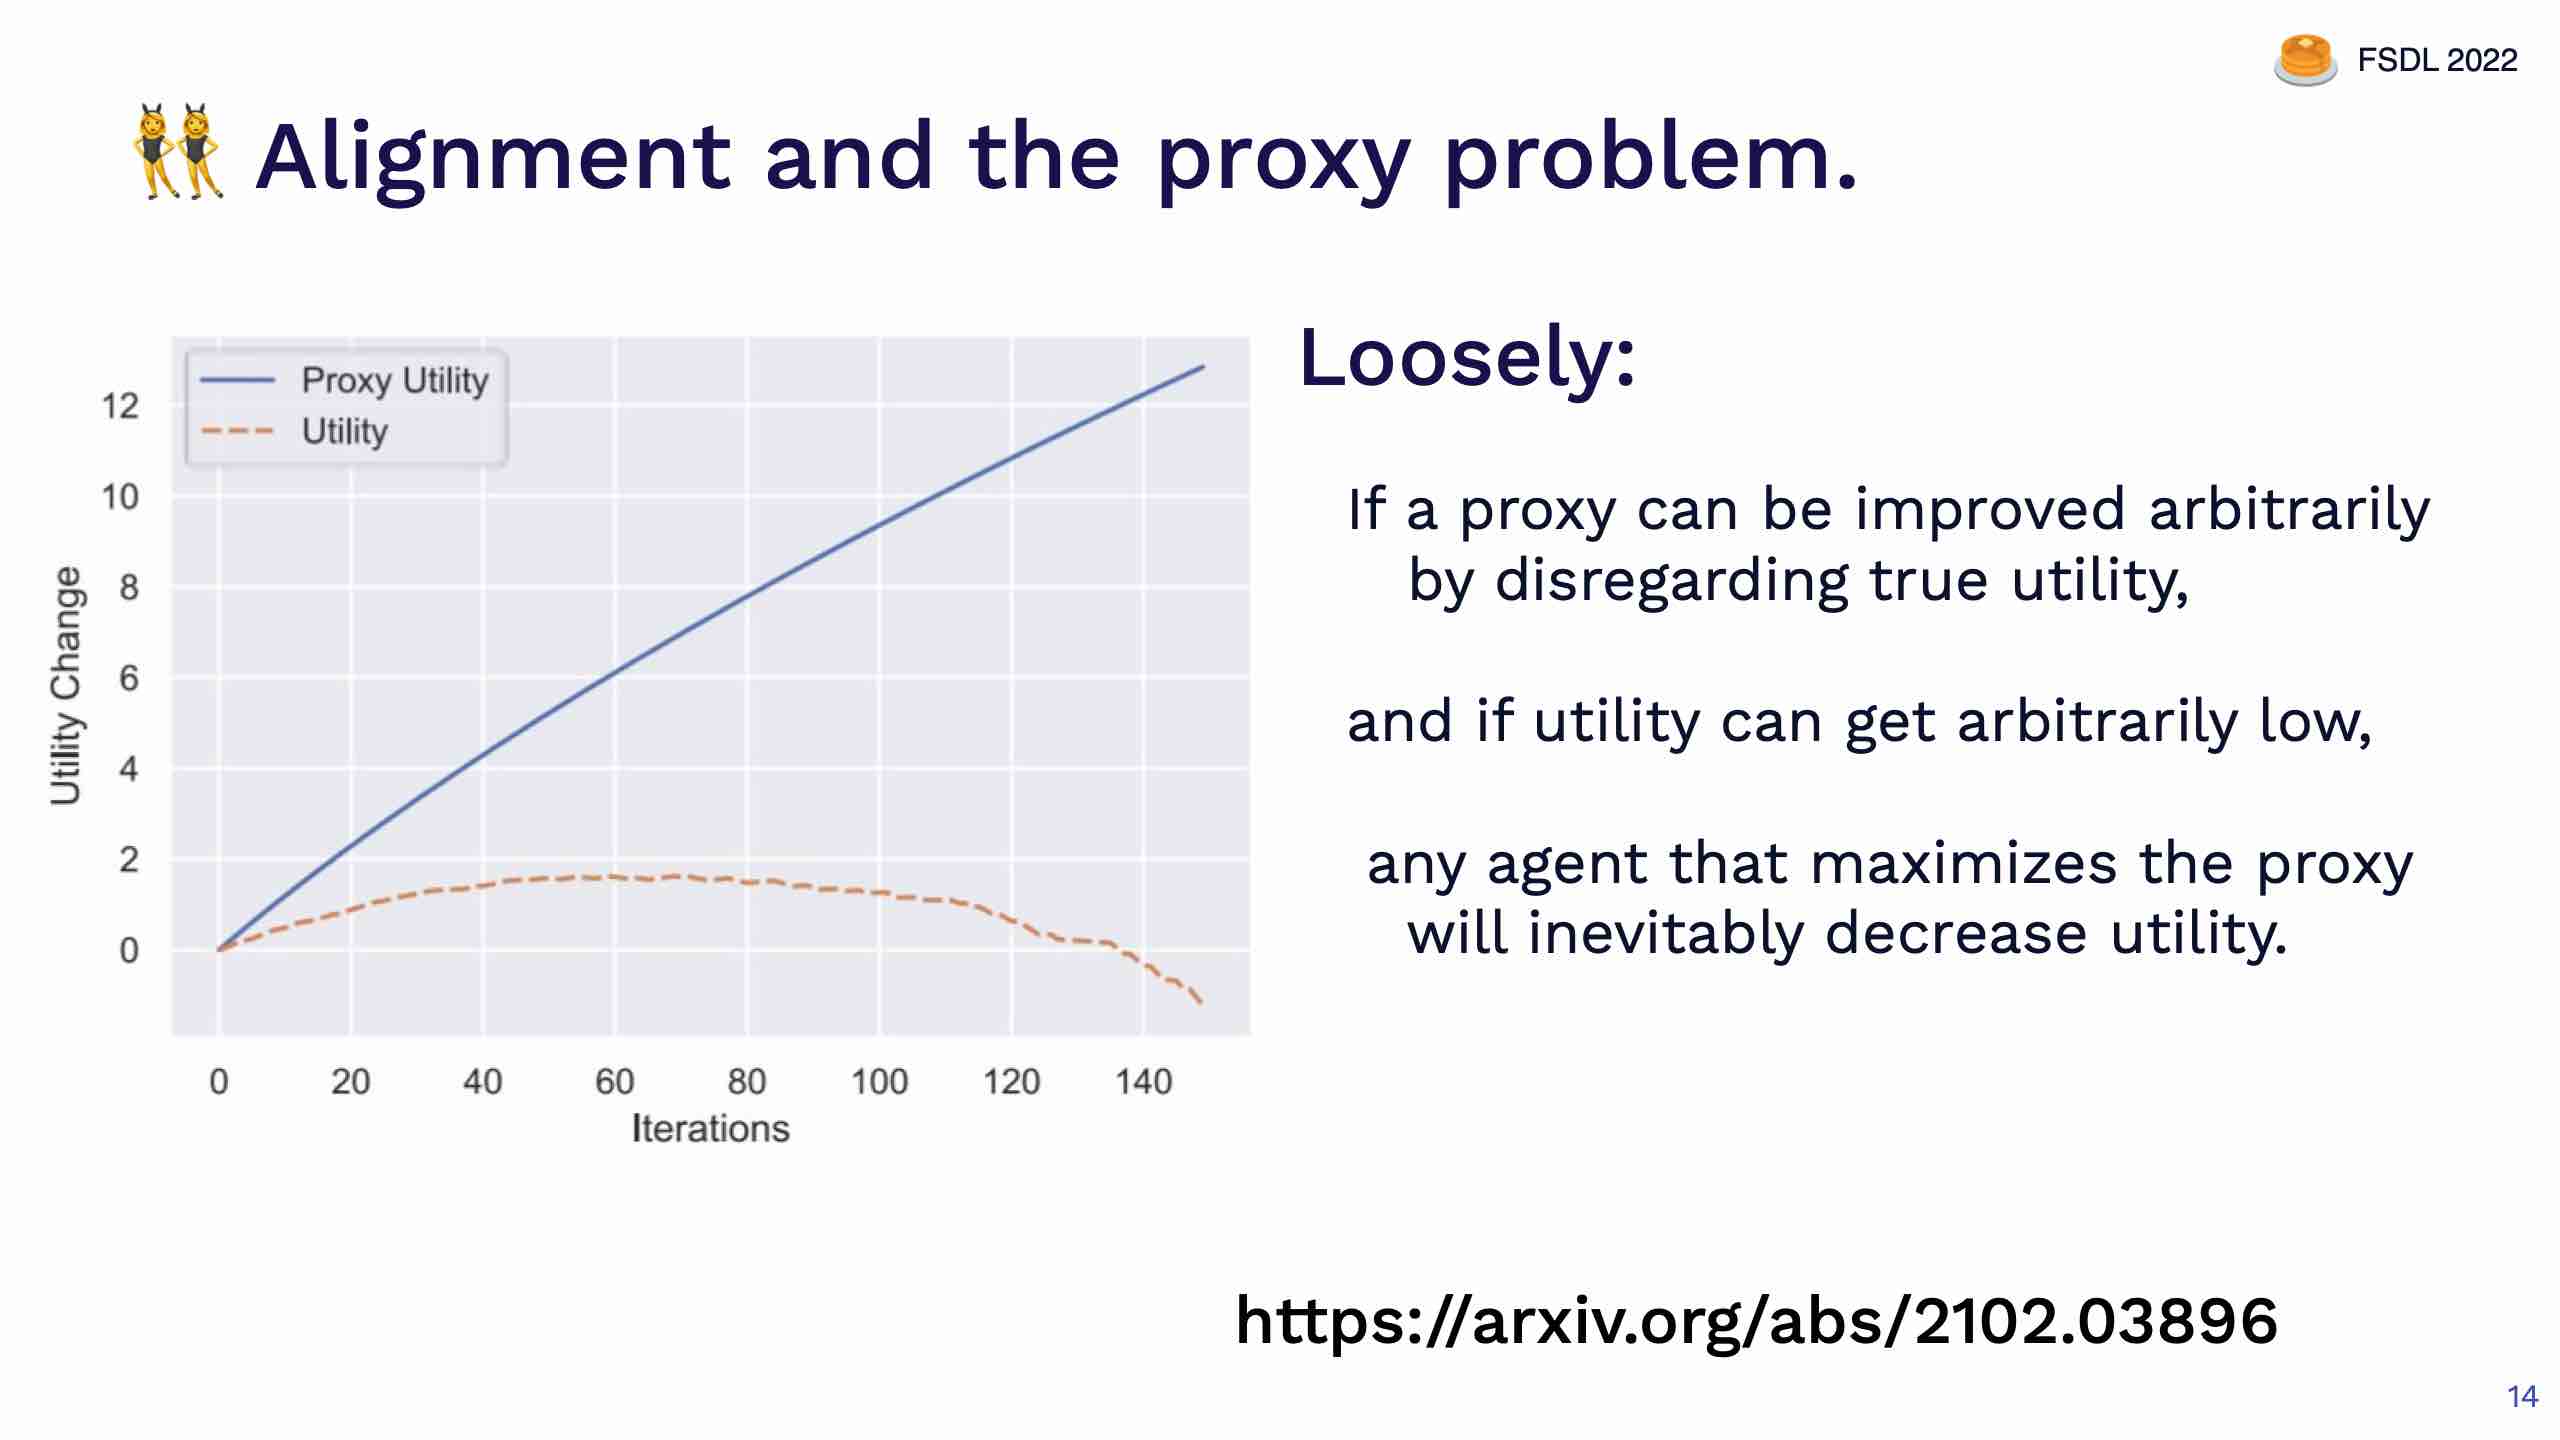 FSDL 2022
Alignment and the proxy problem.
Proxy Utility
Utility
12
10
8
6
4
2
0
Utility Change
0 20 40 60 80 100 120 140
Iterations
Loosely:
If a proxy can be improved arbitrarily
by disregarding true utility,
and if utility can get arbitrarily low,
any agent that maximizes the proxy
will inevitably decrease utility.
https://arxiv.org/abs/2102.03896
14